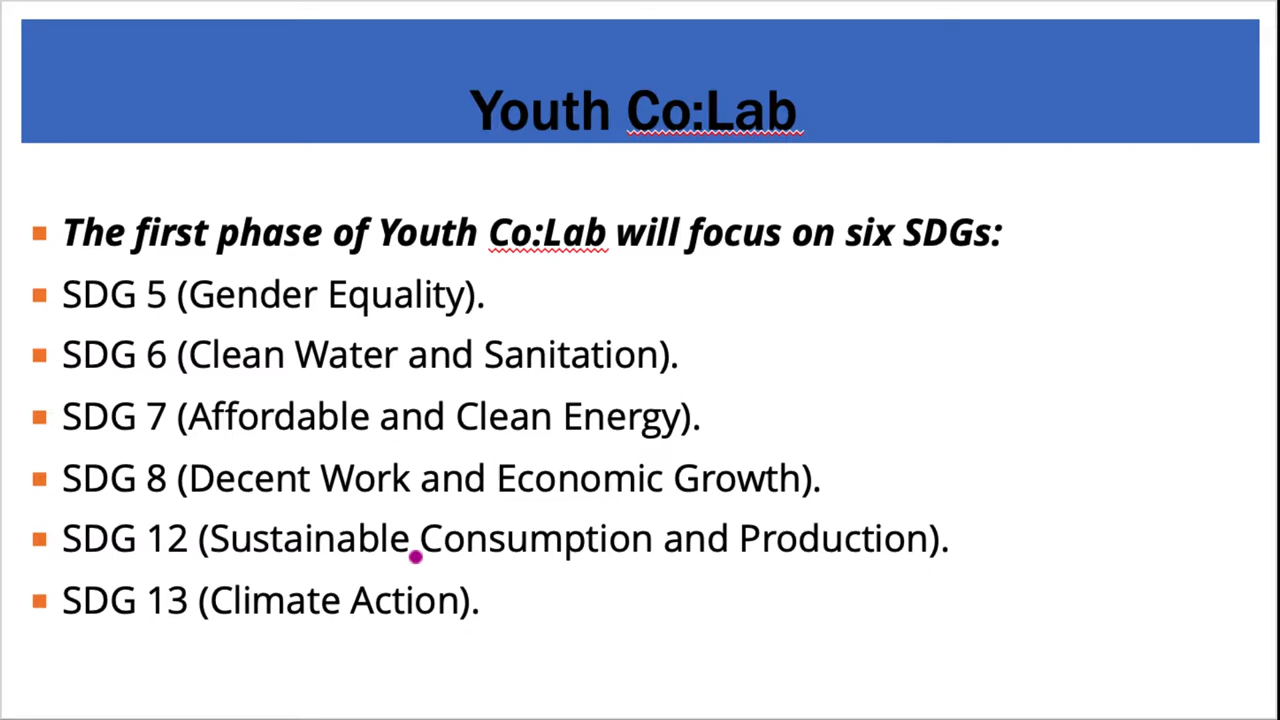 Youth Co:Lab
The first phase of Youth Co:Lab will focus on six SDGs:
SDG 5 (Gender Equality).
SDG 6 (Clean Water and Sanitation).
SDG 7 (Affordable and Clean Energy).
SDG 8 (Decent Work and Economic Growth).
SDG 12 (Sustainable Consumption and Production).
SDG 13 (Climate Action).